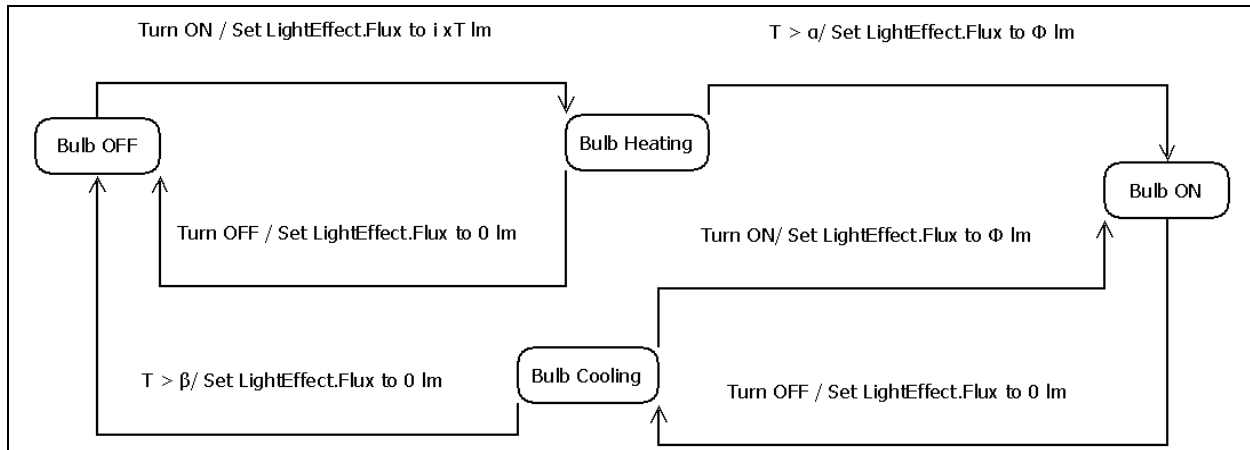 Turn ON / Set LightEffect.Flux to i xT lm
T > α/ Set LightEffect.Flux to Φ lm
Bulb OFF
Bulb Heating
Bulb ON
Turn OFF / Set LightEffect.Flux to 0 lm
Turn ON/ Set LightEffect.Flux to Φ lm
T > β/ Set LightEffect.Flux to 0 lm
Bulb Cooling
Turn OFF / Set LightEffect.Flux to 0 lm